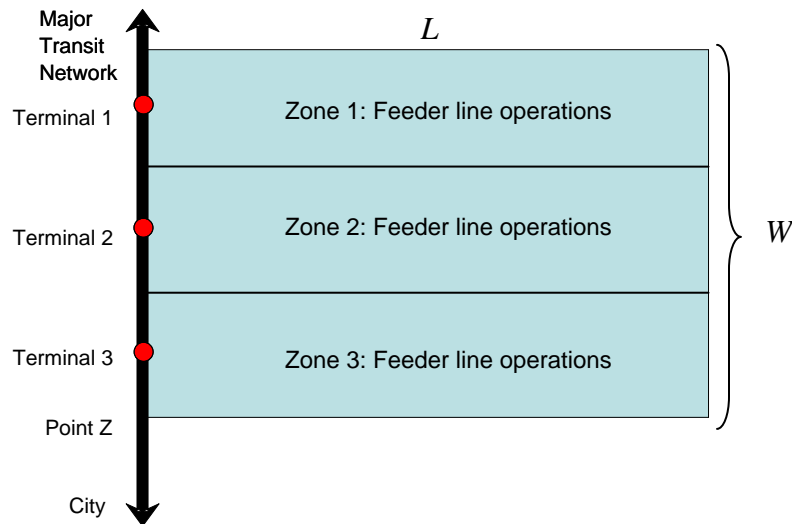 Major
Transit
Network
L
Terminal 1
Zone 1: Feeder line operations
Terminal 2
Zone 2: Feeder line operations
W
Terminal 3
Zone 3: Feeder line operations
Point Z
City